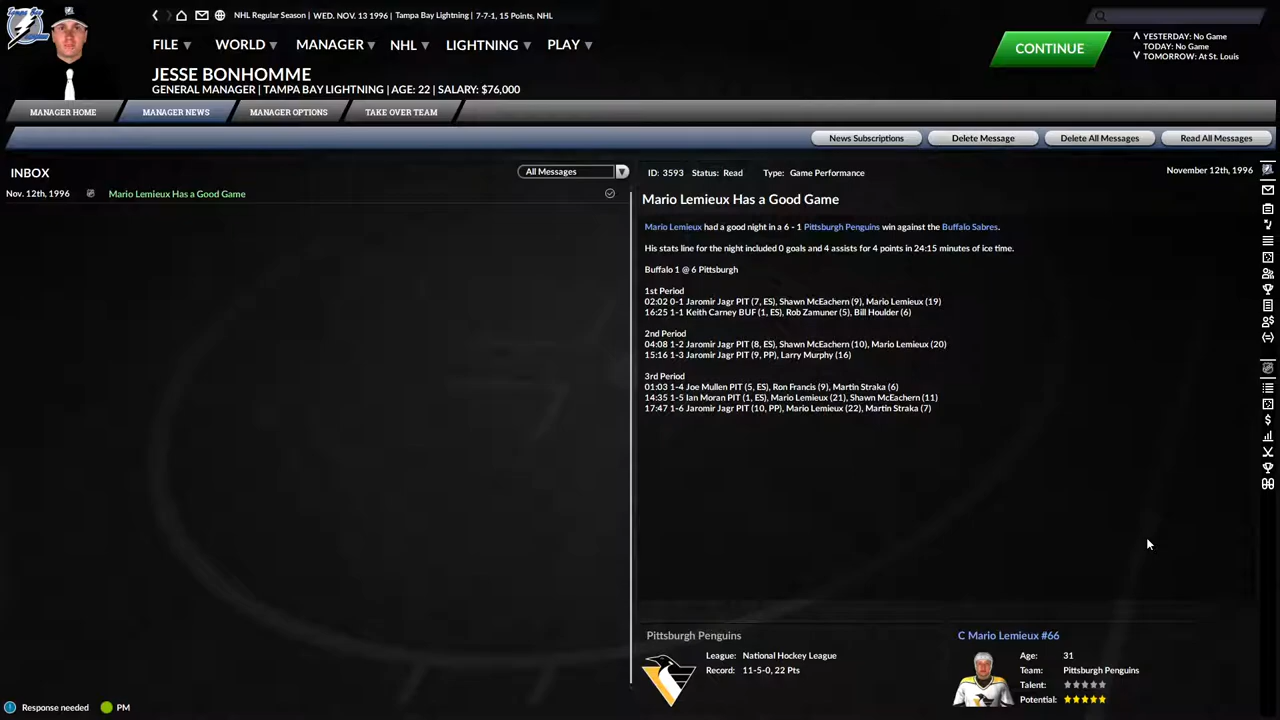 NHL Regular Season | WED. NOV. 13 1996 | Tampa Bay Lightning | 7-7-1, 15 Points, NHL
FILE WORLD MANAGER NHL LIGHTNING PLAY
CONTINUE
YESTERDAY: No Game
TODAY: No Game
TOMORROW: At St. Louis
JESSE BONHOMME
GENERAL MANAGER | TAMPA BAY LIGHTNING | AGE: 22 | SALARY: $76,000
MANAGER HOME MANAGER NEWS MANAGER OPTIONS TAKE OVER TEAM
News Subscriptions Delete Message Delete All Messages Read All Messages
INBOX
All Messages
Nov. 12th, 1996 Mario Lemieux Has a Good Game
ID: 3593 Status: Read Type: Game Performance November 12th, 1996
Mario Lemieux Has a Good Game
Mario Lemieux had a good night in a 6 - 1 Pittsburgh Penguins win against the Buffalo Sabres.
His stats line for the night included 0 goals and 4 assists for 4 points in 24:15 minutes of ice time.
Buffalo 1 @ 6 Pittsburgh
1st Period
02:02 0-1 Jaromir Jagr PIT (7, ES), Shawn McEachern (9), Mario Lemieux (19)
16:25 1-1 Keith Carney BUF (1, ES), Rob Zamuner (5), Bill Houlder (6)
2nd Period
04:08 1-2 Jaromir Jagr PIT (8, ES), Shawn McEachern (10), Mario Lemieux (20)
15:16 1-3 Jaromir Jagr PIT (9, PP), Larry Murphy (16)
3rd Period
01:03 1-4 Joe Mullen PIT (5, ES), Ron Francis (9), Martin Straka (6)
14:35 1-5 Ian Moran PIT (1, ES), Mario Lemieux (21), Shawn McEachern (11)
17:47 1-6 Jaromir Jagr PIT (10, PP), Mario Lemieux (22), Martin Straka (7)
Pittsburgh Penguins
League: National Hockey League
Record: 11-5-0, 22 Pts
C Mario Lemieux #66
Age: 31
Team: Pittsburgh Penguins
Talent:
Potential:
Response needed PM